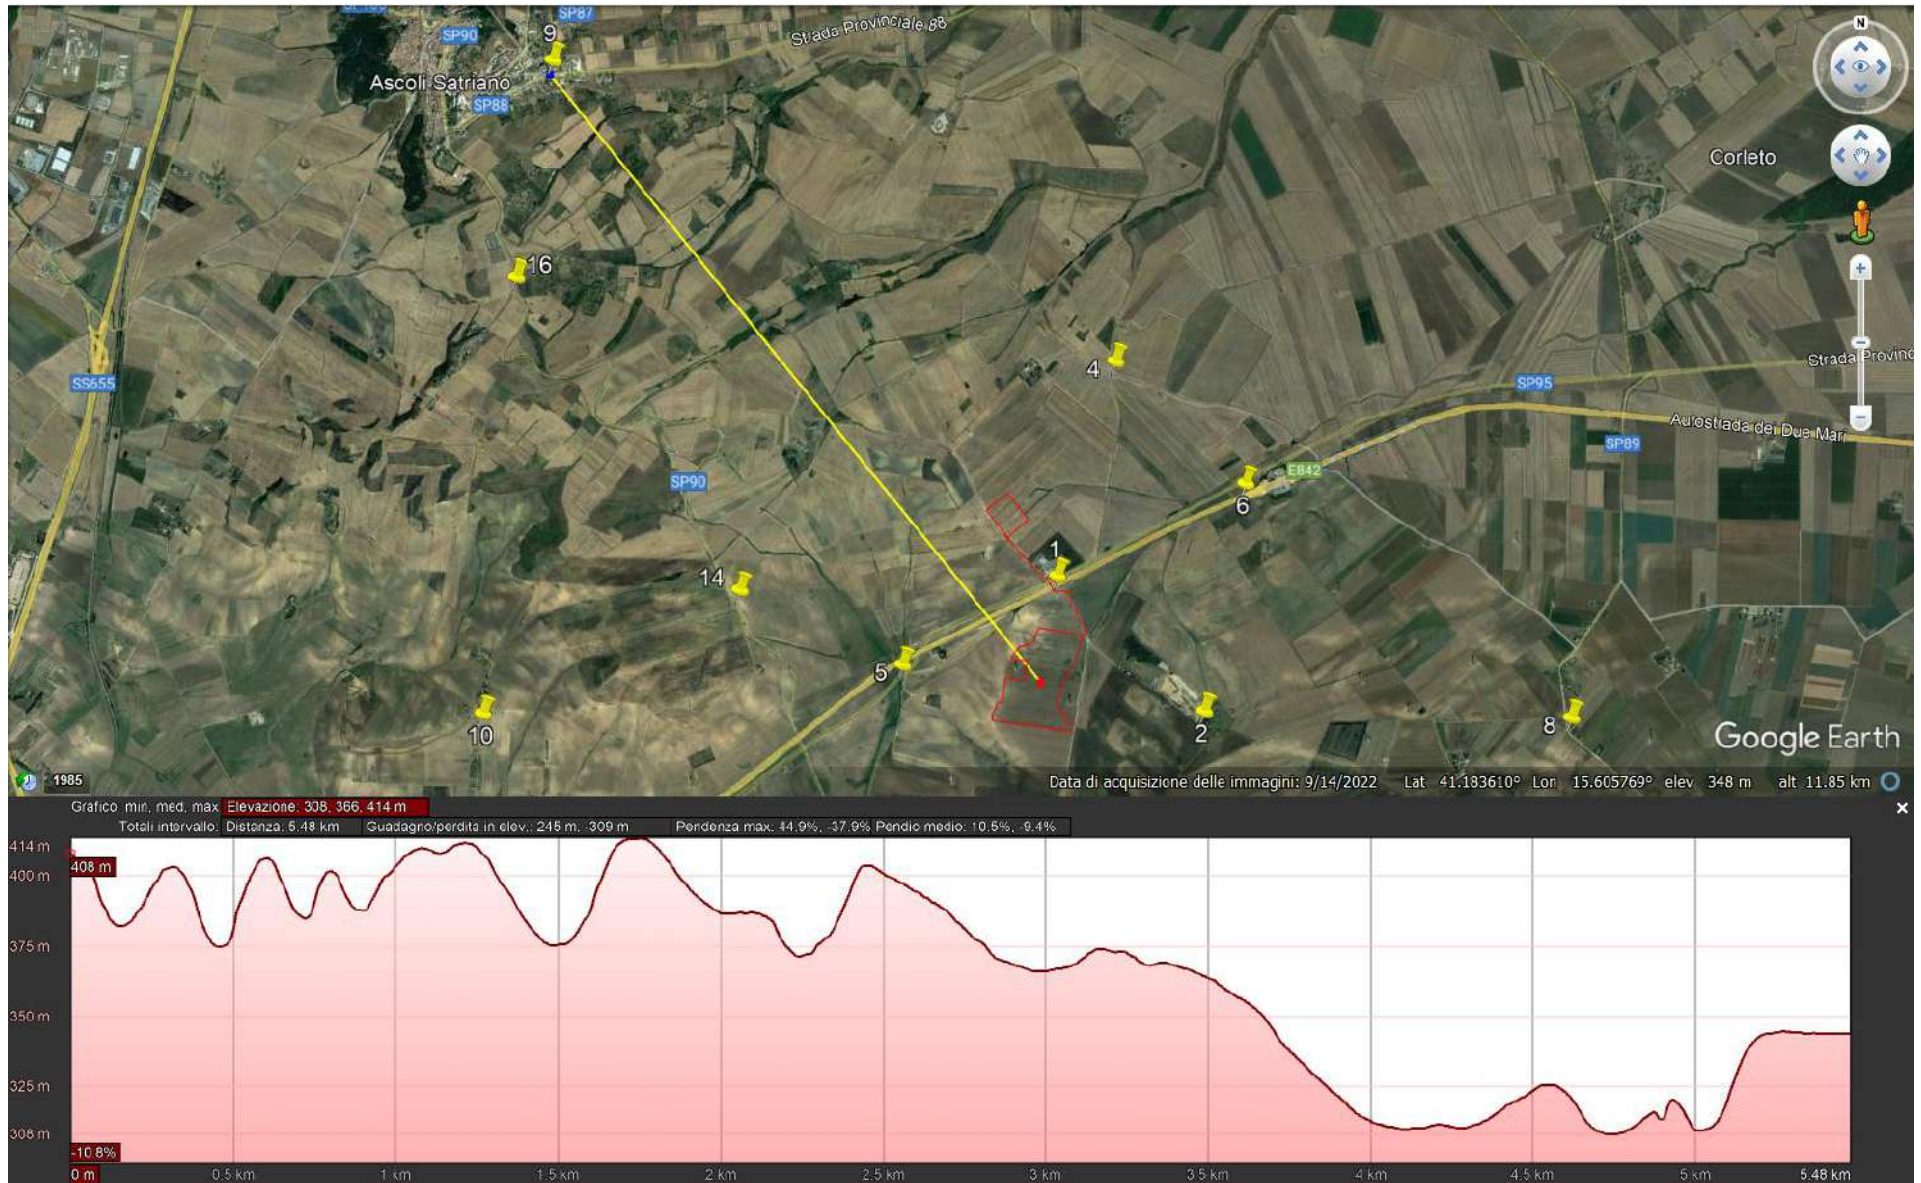 SP87
9
SP90
Strada Provinciale 88
N
Ascoli Satriano
SP88
Corleto
16
4
Strada Provinc
SS655
SP95
Autostrada dei Due Mari
SP89
E842
SP90
6
1
14
5
10
2
8
Google Earth
1985
Data di acquisizione delle immagini: 9/14/2022 Lat 41.183610° Lon 15.605769° elev 348 m alt 11.85 km
Grafico min, med, max Elevazione: 308, 366, 414 m
Totali intervallo: Distanza: 5.48 km Guadagno/perdita in elev.: 245 m, -309 m Pendenza max: 44.9%, -37.9% Pendio medio: 10.5%, -9.4%
414 m
408 m
400 m
375 m
350 m
325 m
308 m
-10.8%
0 m 0.5 km 1 km 1.5 km 2 km 2.5 km 3 km 3.5 km 4 km 4.5 km 5 km 5.48 km